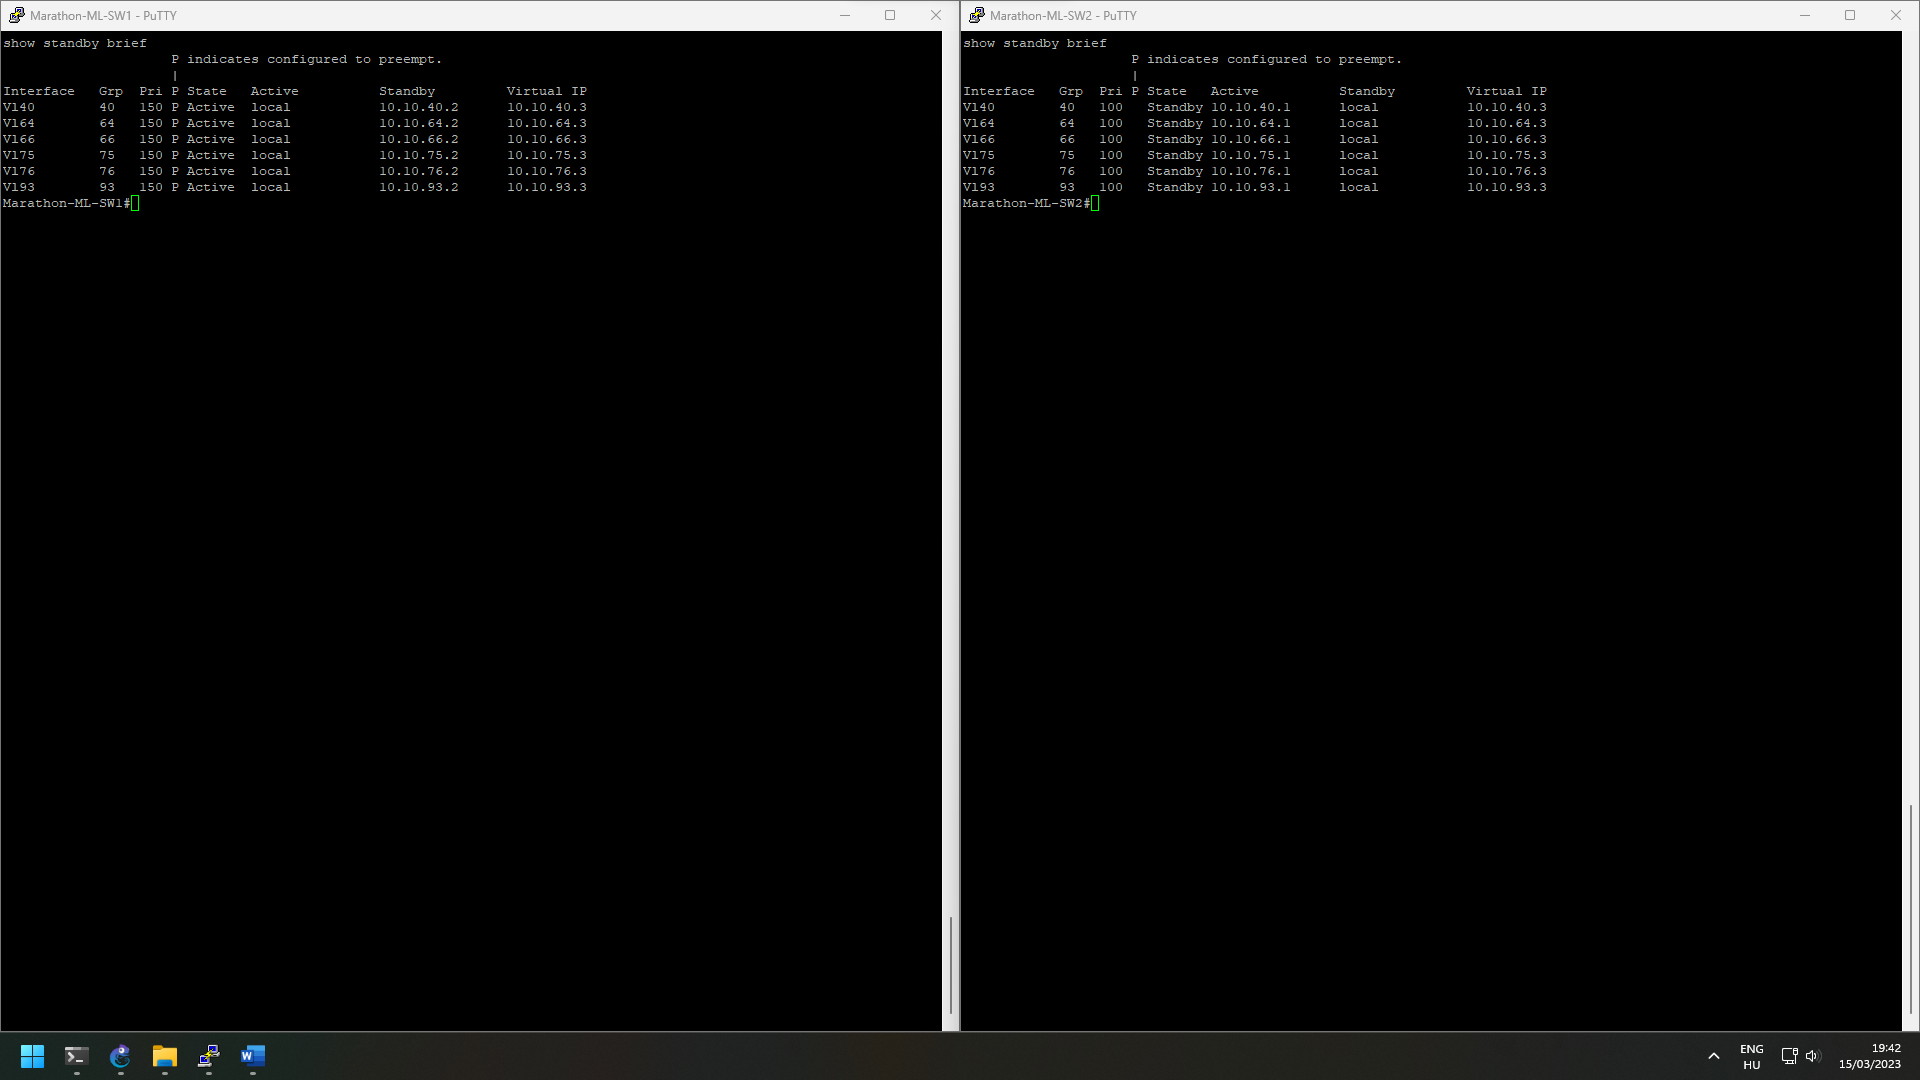 Marathon-ML-SW1 - PuTTY
show standby brief
                     P indicates configured to preempt.
                     |
Interface   Grp  Pri P State   Active          Standby         Virtual IP
Vl40        40   150 P Active  local           10.10.40.2      10.10.40.3
Vl64        64   150 P Active  local           10.10.64.2      10.10.64.3
Vl66        66   150 P Active  local           10.10.66.2      10.10.66.3
Vl75        75   150 P Active  local           10.10.75.2      10.10.75.3
Vl76        76   150 P Active  local           10.10.76.2      10.10.76.3
Vl93        93   150 P Active  local           10.10.93.2      10.10.93.3
Marathon-ML-SW1#
Marathon-ML-SW2 - PuTTY
show standby brief
                     P indicates configured to preempt.
                     |
Interface   Grp  Pri P State   Active          Standby         Virtual IP
Vl40        40   100   Standby 10.10.40.1      local           10.10.40.3
Vl64        64   100   Standby 10.10.64.1      local           10.10.64.3
Vl66        66   100   Standby 10.10.66.1      local           10.10.66.3
Vl75        75   100   Standby 10.10.75.1      local           10.10.75.3
Vl76        76   100   Standby 10.10.76.1      local           10.10.76.3
Vl93        93   100   Standby 10.10.93.1      local           10.10.93.3
Marathon-ML-SW2#
W
ENG
HU
19:42
15/03/2023